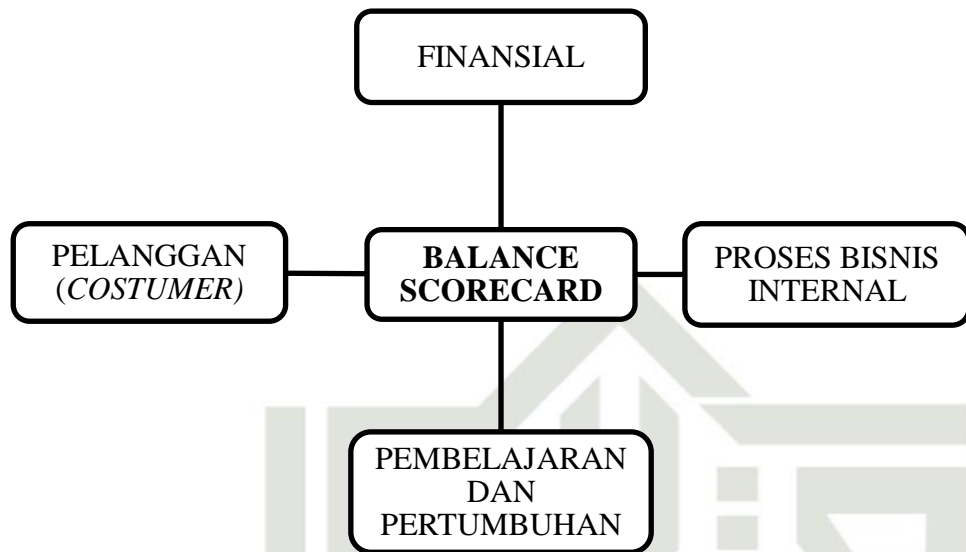 FINANSIAL
PELANGGAN
(COSTUMER)
BALANCE
SCORECARD
PROSES BISNIS
INTERNAL
PEMBELAJARAN
DAN
PERTUMBUHAN